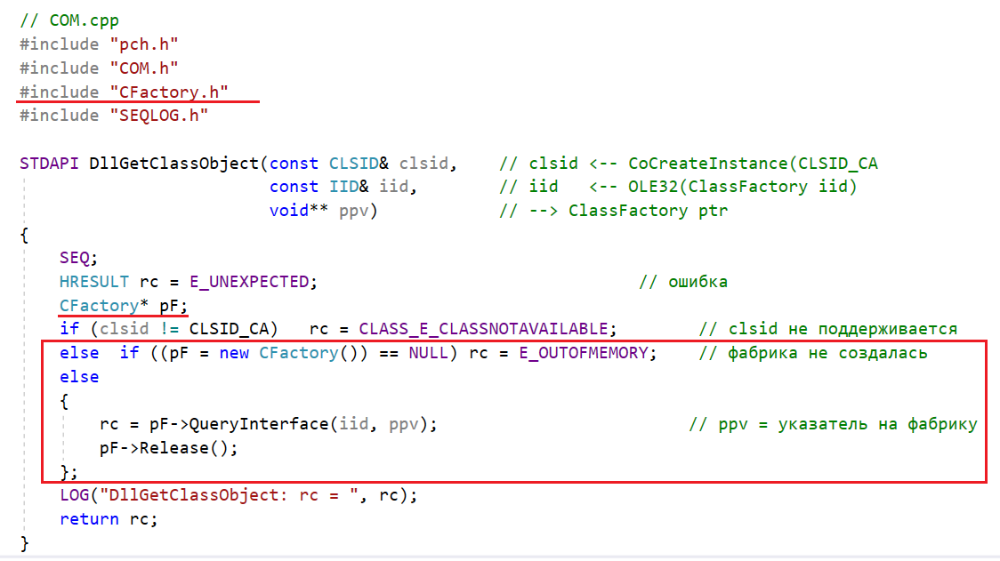 // COM.cpp
#include "pch.h"
#include "COM.h"
#include "CFactory.h"
#include "SEQLOG.h"
STDAPI DllGetClassObject(const CLSID& clsid,    // clsid <-- CoCreateInstance(CLSID_CA
                         const IID& iid,        // iid   <-- OLE32(ClassFactory iid)
                         void** ppv)            // --> ClassFactory ptr
{
    SEQ;
    HRESULT rc = E_UNEXPECTED;                                // ошибка
    CFactory* pF;
    if (clsid != CLSID_CA)   rc = CLASS_E_CLASSNOTAVAILABLE;        // clsid не поддерживается
    else  if ((pF = new CFactory()) == NULL) rc = E_OUTOFMEMORY;    // фабрика не создалась
    else
    {
        rc = pF->QueryInterface(iid, ppv);                         // ppv = указатель на фабрику
        pF->Release();
    };
    LOG("DllGetClassObject: rc = ", rc);
    return rc;
}